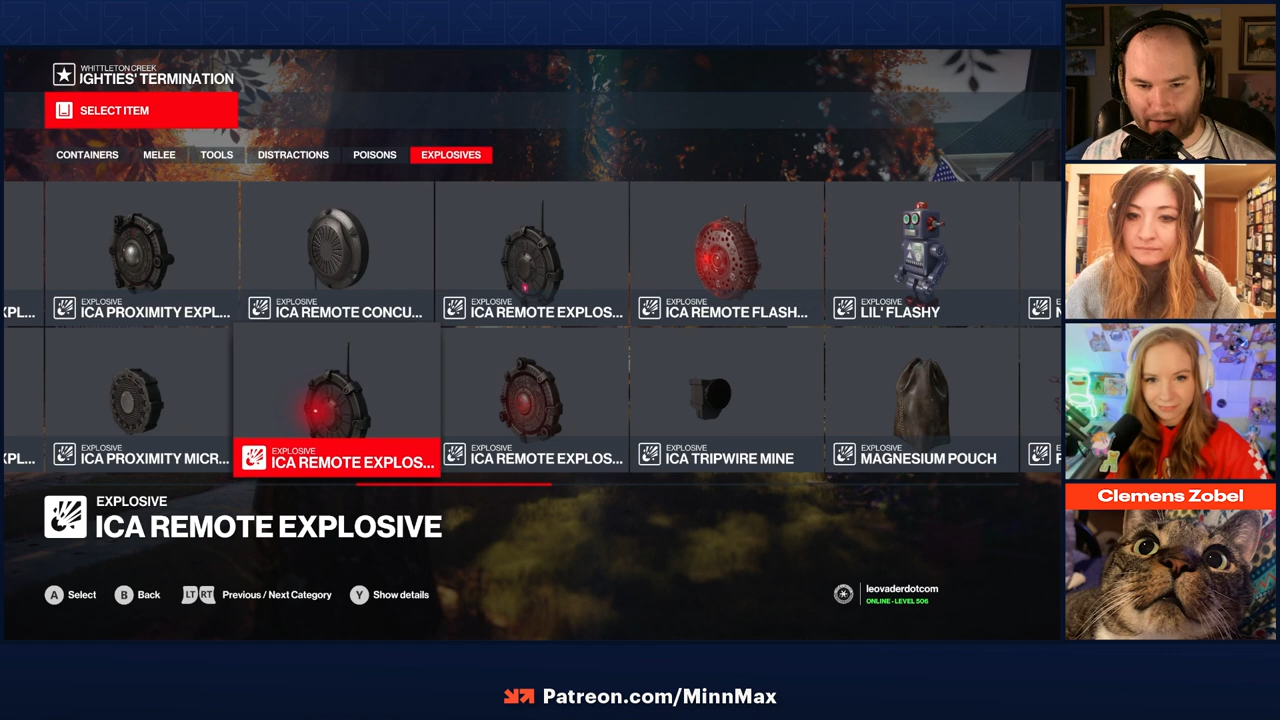 WHITTLETON CREEK
IGHTIES' TERMINATION
SELECT ITEM
CONTAINERS MELEE TOOLS DISTRACTIONS POISONS EXPLOSIVES
EXPLOSIVE EXPLOSIVE EXPLOSIVE EXPLOSIVE EXPLOSIVE
XPL... ICA PROXIMITY EXPL... ICA REMOTE CONCU... ICA REMOTE EXPLOS... ICA REMOTE FLASH... LIL' FLASHY
EXPLOSIVE EXPLOSIVE EXPLOSIVE EXPLOSIVE EXPLOSIVE
XPL... ICA PROXIMITY MICR... ICA REMOTE EXPLOS... ICA REMOTE EXPLOS... ICA TRIPWIRE MINE MAGNESIUM POUCH
EXPLOSIVE
ICA REMOTE EXPLOSIVE
A Select B Back LT RT Previous / Next Category Y Show details
leovaderdotcom
ONLINE - LEVEL 506
Clemens Zobel
Patreon.com/MinnMax